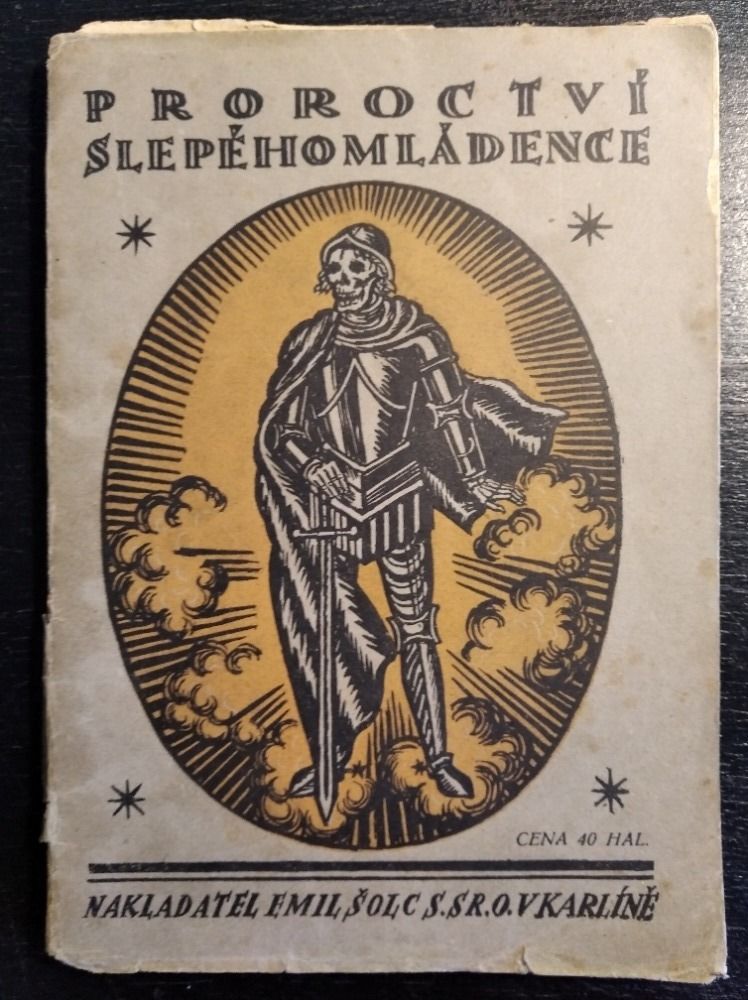 PROROCTVÍ
SLEPÉHO MLÁDENCE
CENA 40 HAL.
NAKLADATEL EMIL ŠOLC S.S R.O. V KARLÍNĚ